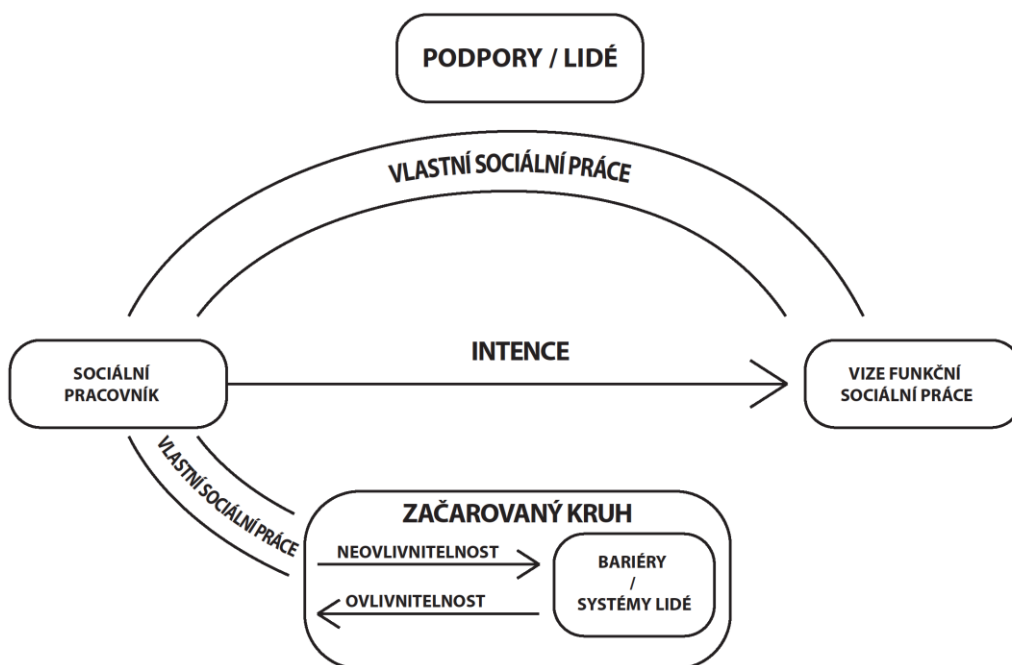 PODPORY / LIDÉ
VLASTNÍ SOCIÁLNÍ PRÁCE
INTENCE
SOCIÁLNÍ
PRACOVNÍK
VIZE FUNKČNÍ
SOCIÁLNÍ PRÁCE
VLASTNÍ SOCIÁLNÍ PRÁCE
ZAČAROVANÝ KRUH
NEOVLIVNITELNOST
OVLIVNITELNOST
BARIÉRY
/
SYSTÉMY LIDÉ